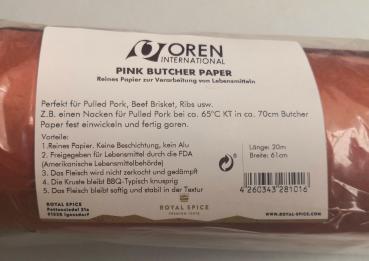 OREN
INTERNATIONAL
PINK BUTCHER PAPER
Reines Papier zur Verarbeitung von Lebensmitteln
Perfekt für Pulled Pork, Beef Brisket, Ribs usw.
Z.B. einen Nacken für Pulled Pork bei ca. 65°C KT in ca. 70cm Butcher
Paper fest einwickeln und fertig garen.
Vorteile:
1.Reines Papier. Keine Beschichtung, kein Alu
2. Freigegeben für Lebensmittel durch die FDA
(Amerikanische Lebensmittelbehörde)
3. Das Fleisch wird nicht zerkocht und gedämpft
4. Die Kruste bleibt BBQ-Typisch knusprig
5. Das Fleisch bleibt saftig und stabil in der Textur
Länge: 20m
Breite: 61cm
4 260343 281016
ROYAL SPICE
91338 Igensdorf
ROYAL SPICE
WWW.ROYAL-SPICE.COM